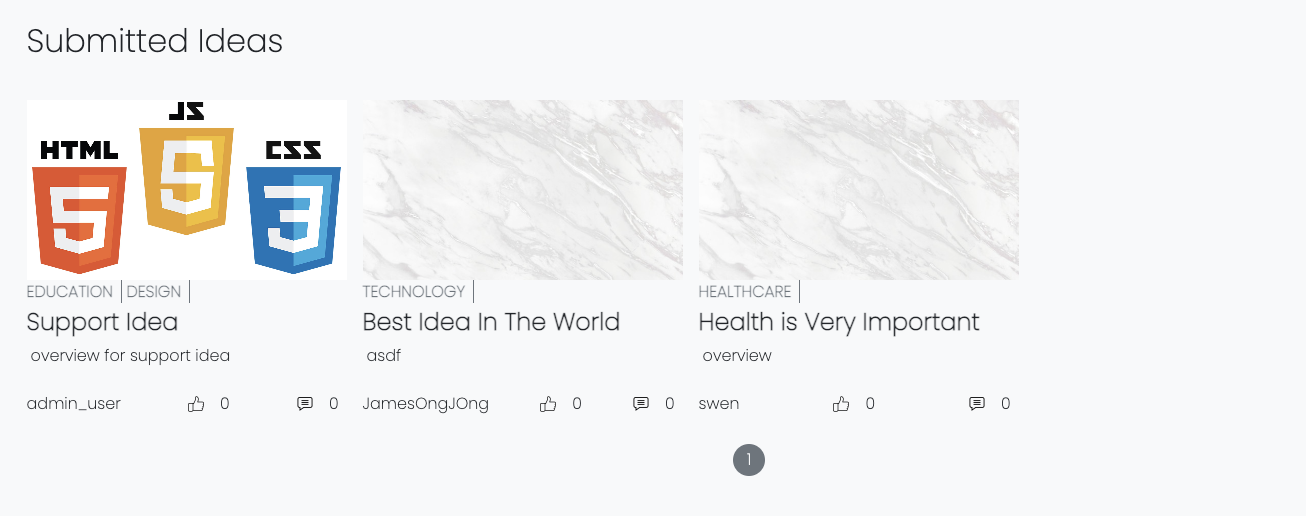 Submitted Ideas
JS
HTML
CSS
5
5
3
EDUCATION DESIGN
Support Idea
overview for support idea
admin_user 0 0
TECHNOLOGY
Best Idea In The World
asdf
JamesOngJOng 0 0
HEALTHCARE
Health is Very Important
overview
swen 0 0
1